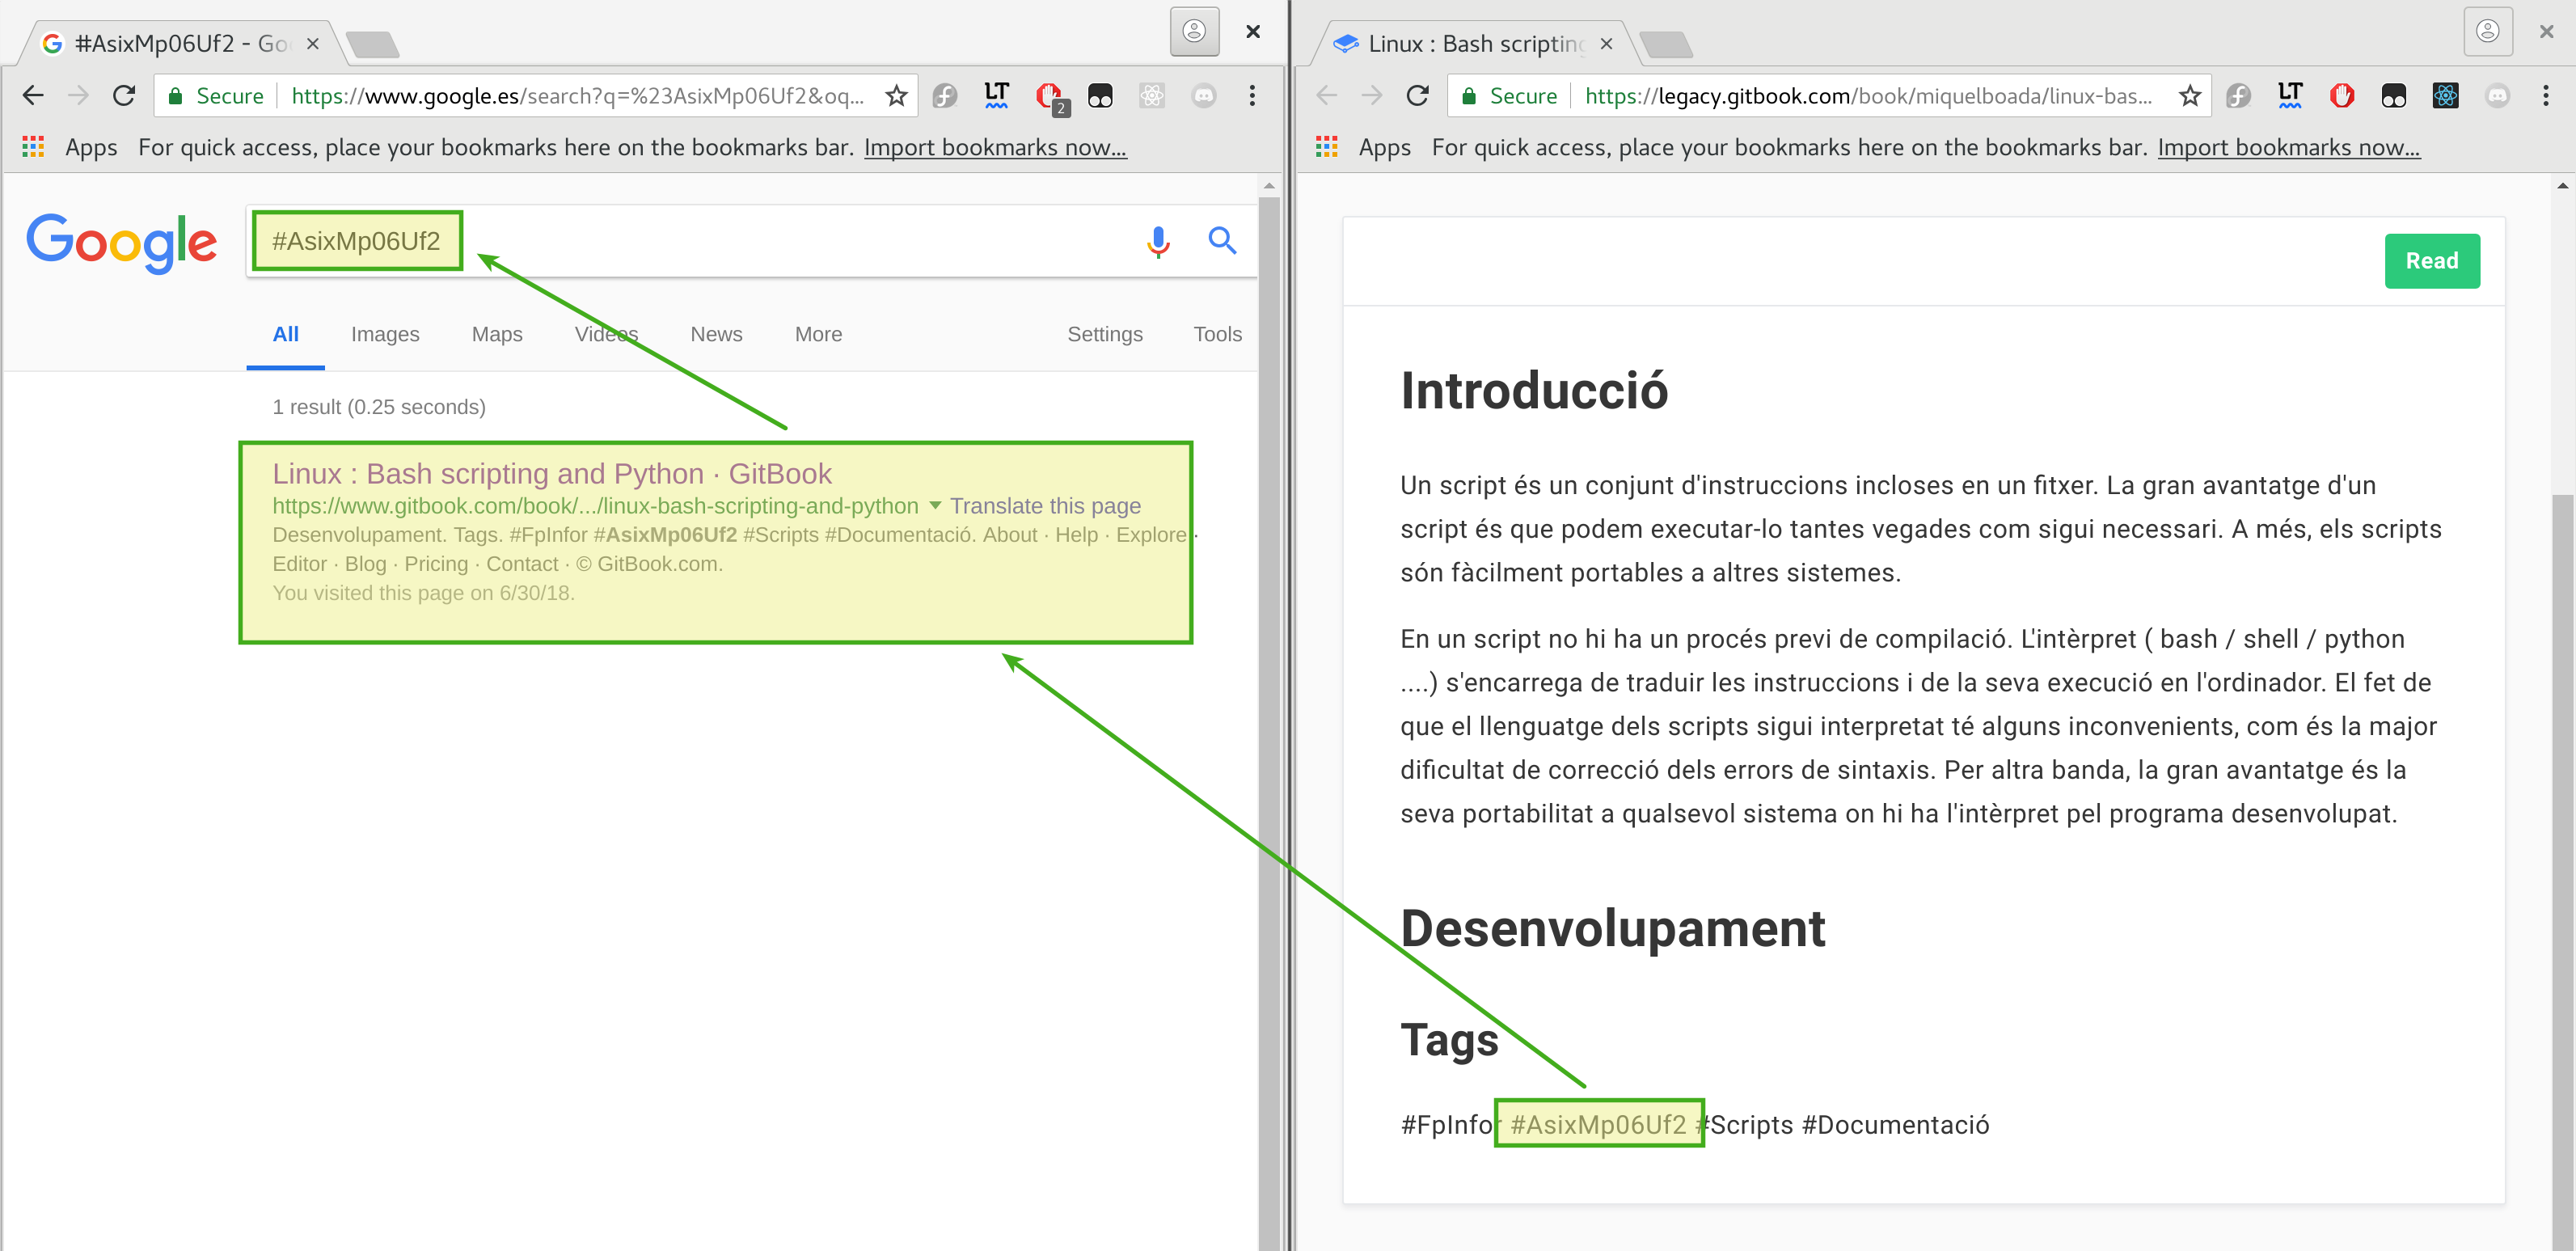 #AsixMp06Uf2 - Go
Secure https://www.google.es/search?q=%23AsixMp06Uf2&oq...
LT
2
Apps For quick access, place your bookmarks here on the bookmarks bar. Import bookmarks now...
Google
#AsixMp06Uf2
All Images Maps Videos News More Settings Tools
1 result (0.25 seconds)
Linux : Bash scripting and Python · GitBook
https://www.gitbook.com/book/.../linux-bash-scripting-and-python Translate this page
Desenvolupament. Tags. #FpInfor #AsixMp06Uf2 #Scripts #Documentació. About · Help · Explore ·
Editor · Blog · Pricing · Contact · © GitBook.com.
You visited this page on 6/30/18.
Linux : Bash scripting
Secure https://legacy.gitbook.com/book/miquelboada/linux-bas...
LT
Apps For quick access, place your bookmarks here on the bookmarks bar. Import bookmarks now...
Read
Introducció
Un script és un conjunt d'instruccions incloses en un fitxer. La gran avantatge d'un
script és que podem executar-lo tantes vegades com sigui necessari. A més, els scripts
són fàcilment portables a altres sistemes.
En un script no hi ha un procés previ de compilació. L'intèrpret ( bash / shell / python
....) s'encarrega de traduir les instruccions i de la seva execució en l'ordinador. El fet de
que el llenguatge dels scripts sigui interpretat té alguns inconvenients, com és la major
dificultat de correcció dels errors de sintaxis. Per altra banda, la gran avantatge és la
seva portabilitat a qualsevol sistema on hi ha l'intèrpret pel programa desenvolupat.
Desenvolupament
Tags
#FpInfor #AsixMp06Uf2 #Scripts #Documentació